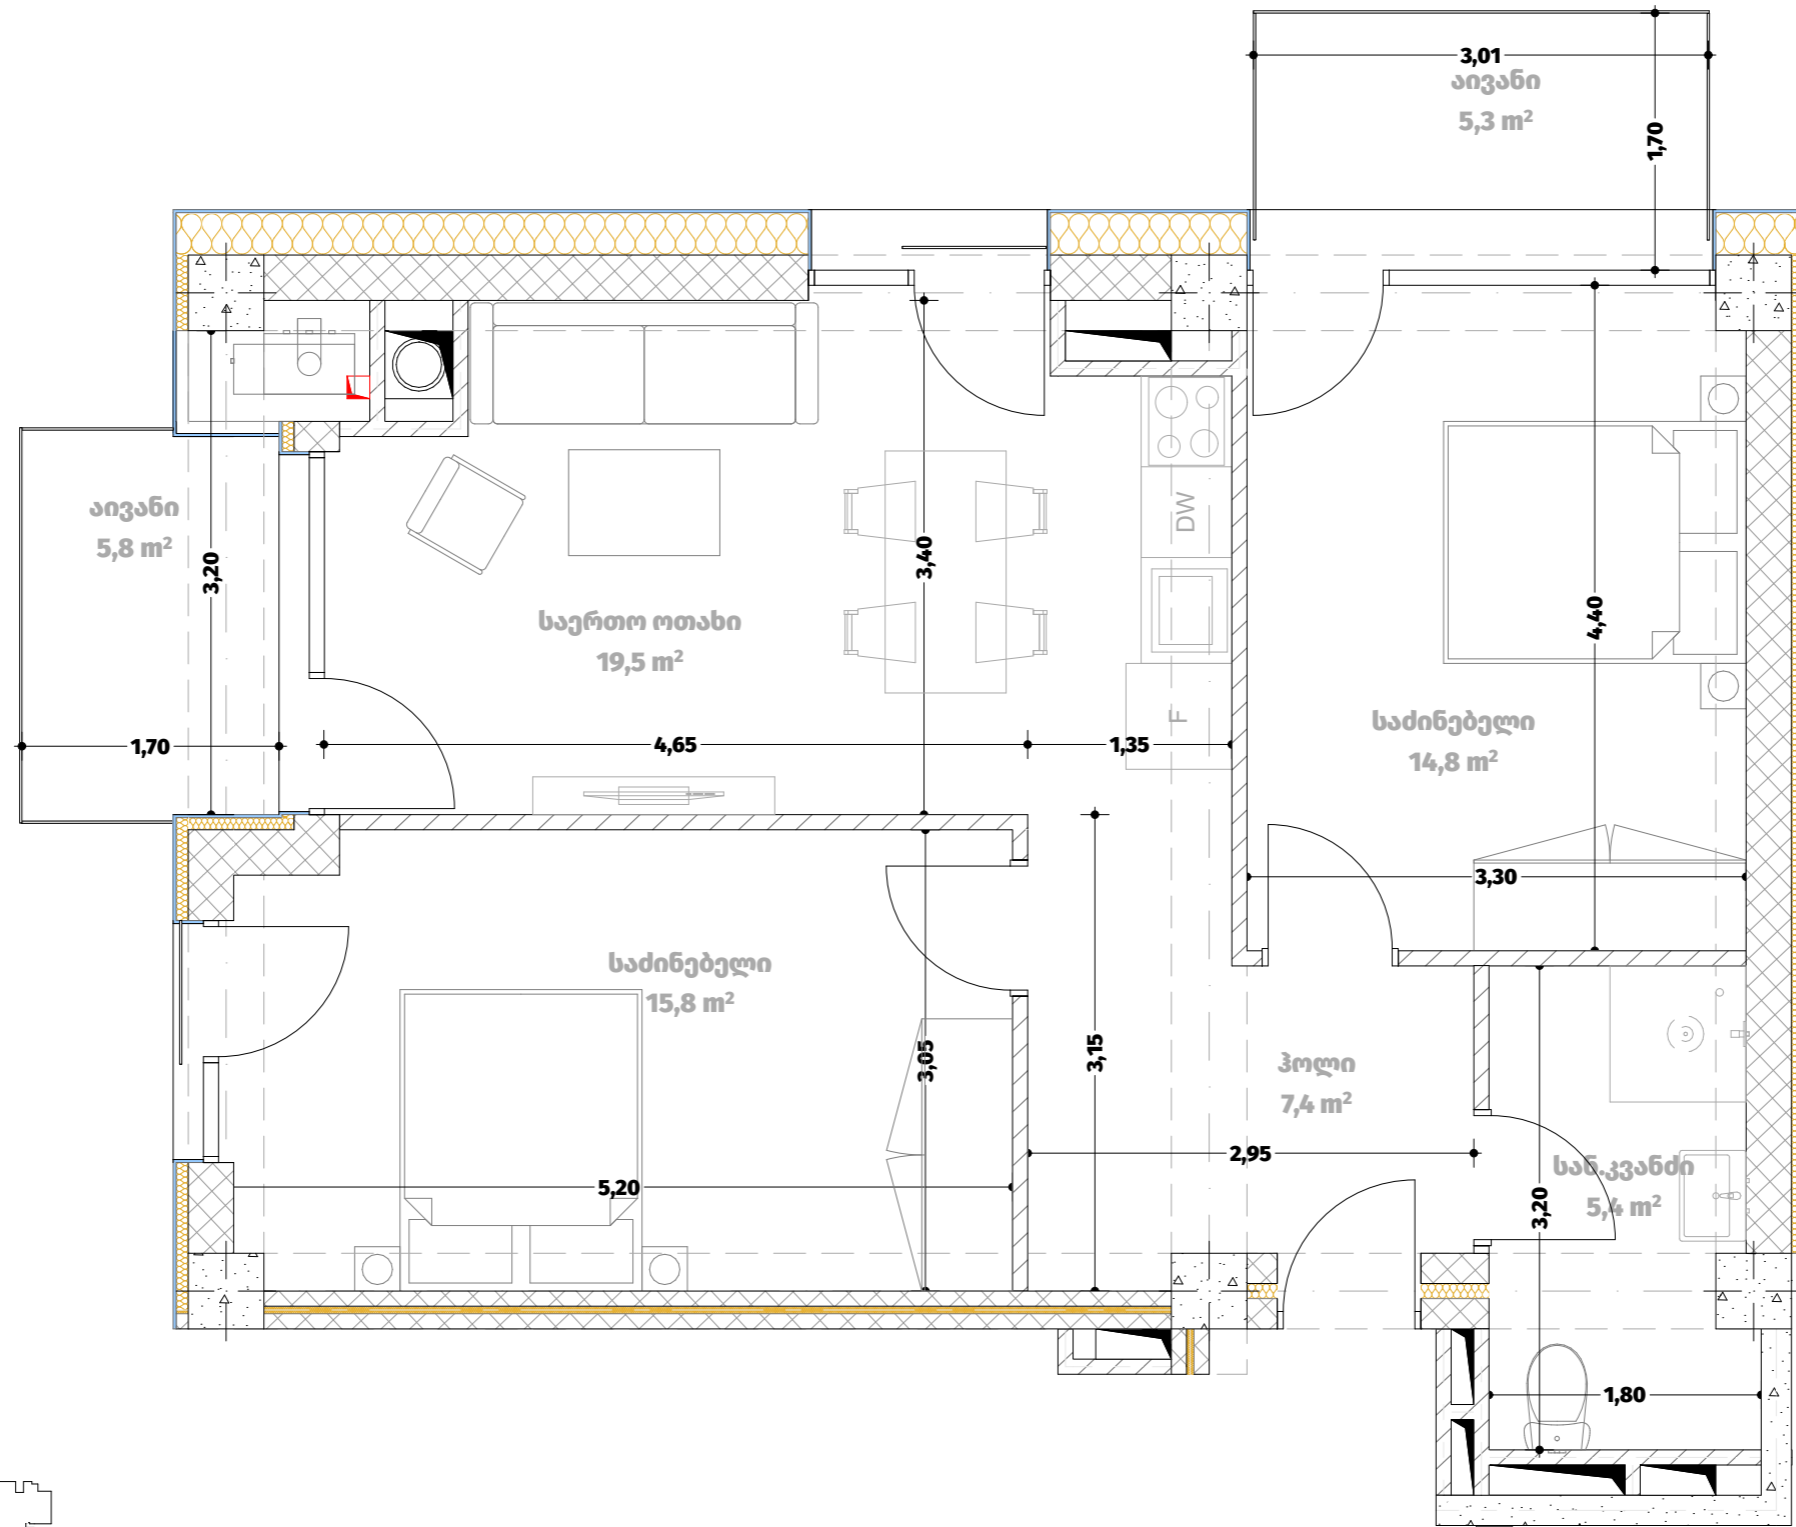 3,01
აივანი
5,3 m²
1,70
აივანი
5,8 m²
3,20
1,70
3,40
DW
F
საერთო ოთახი
19,5 m²
4,65
1,35
4,40
საძინებელი
14,8 m²
3,30
საძინებელი
15,8 m²
3,05
5,20
3,15
ჰოლი
7,4 m²
2,95
სან.კვანძი
5,4 m²
3,20
1,80